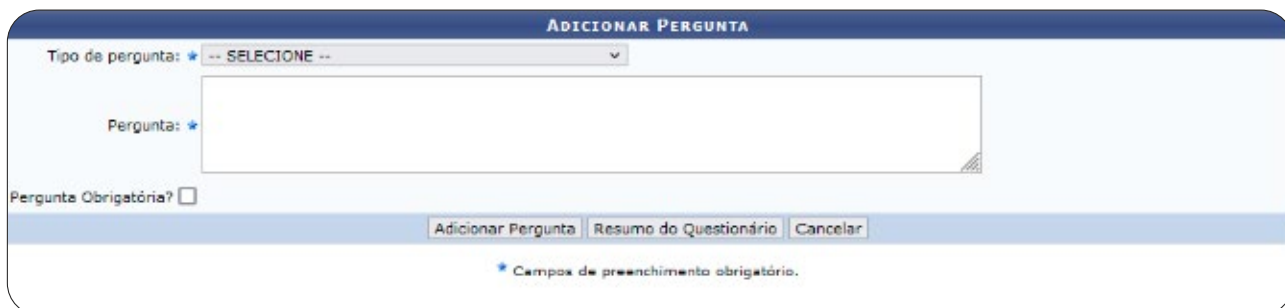 ADICIONAR PERGUNTA
Tipo de pergunta: ★ -- SELECIONE --
Pergunta: ★
Pergunta Obrigatória?
Adicionar Pergunta Resumo do Questionário Cancelar
★ Campos de preenchimento obrigatório.